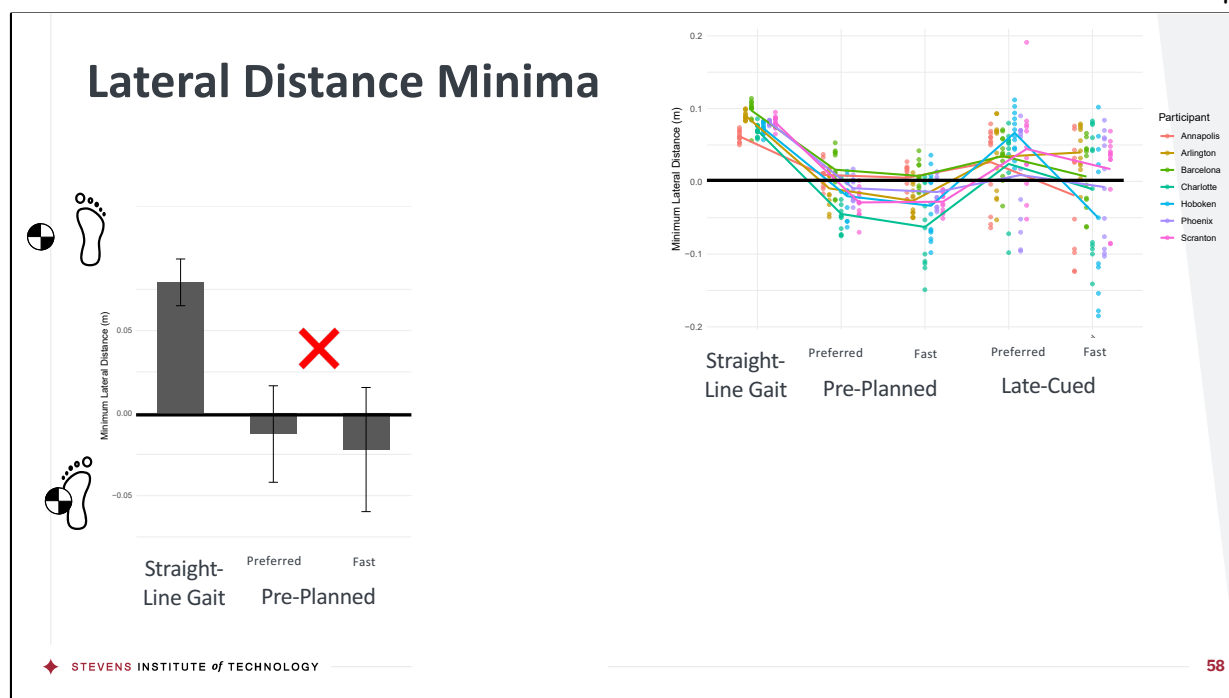 Lateral Distance Minima
Minimum Lateral Distance (m)
0.05
0.00
−0.05
Straight-
Line Gait
Preferred
Fast
Pre-Planned
Minimum Lateral Distance (m)
0.2
0.1
0.0
−0.1
−0.2
Straight-
Line Gait
Preferred
Fast
Pre-Planned
Preferred
Fast
Late-Cued
Participant
Annapolis
Arlington
Barcelona
Charlotte
Hoboken
Phoenix
Scranton
STEVENS INSTITUTE of TECHNOLOGY
58